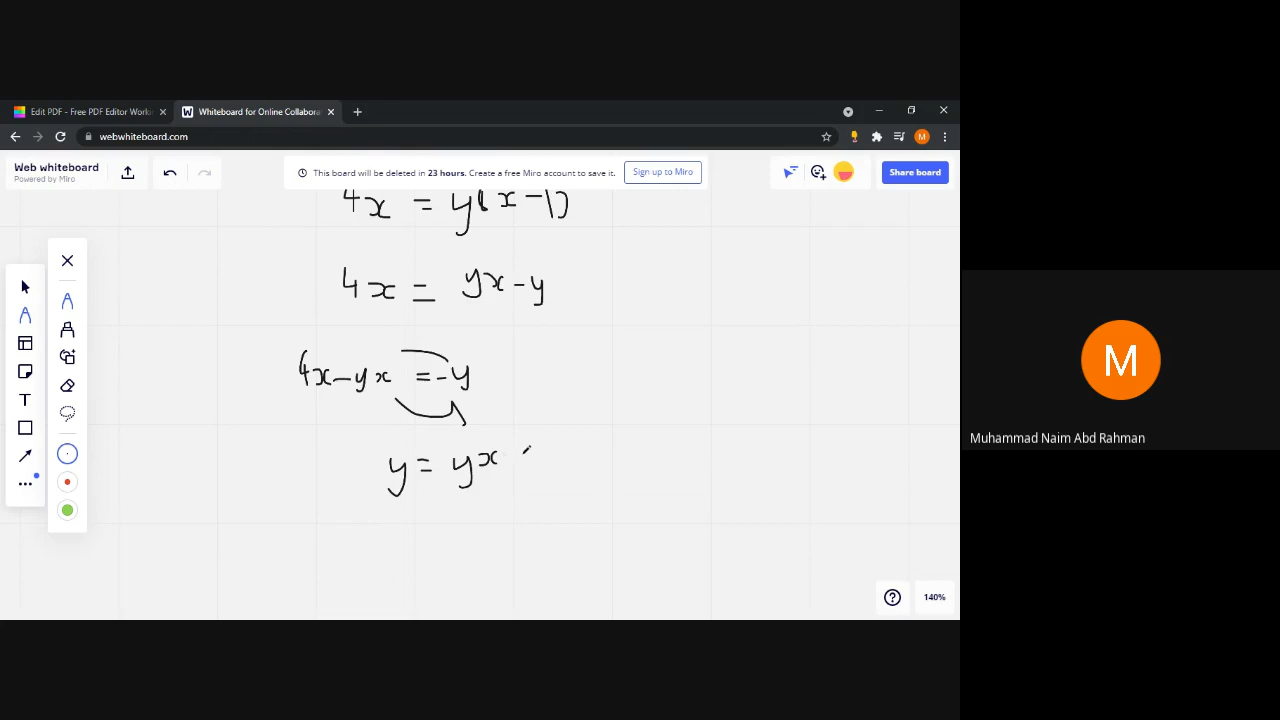 Edit PDF - Free PDF Editor Workin
Whiteboard for Online Collaborat
webwhiteboard.com
Web whiteboard
Powered by Miro
This board will be deleted in 23 hours. Create a free Miro account to save it.
Sign up to Miro
Share board
4x = y(x-1)
4x = yx-y
4x-yx = -y
y = yx
T
?
140%
M
M
Muhammad Naim Abd Rahman